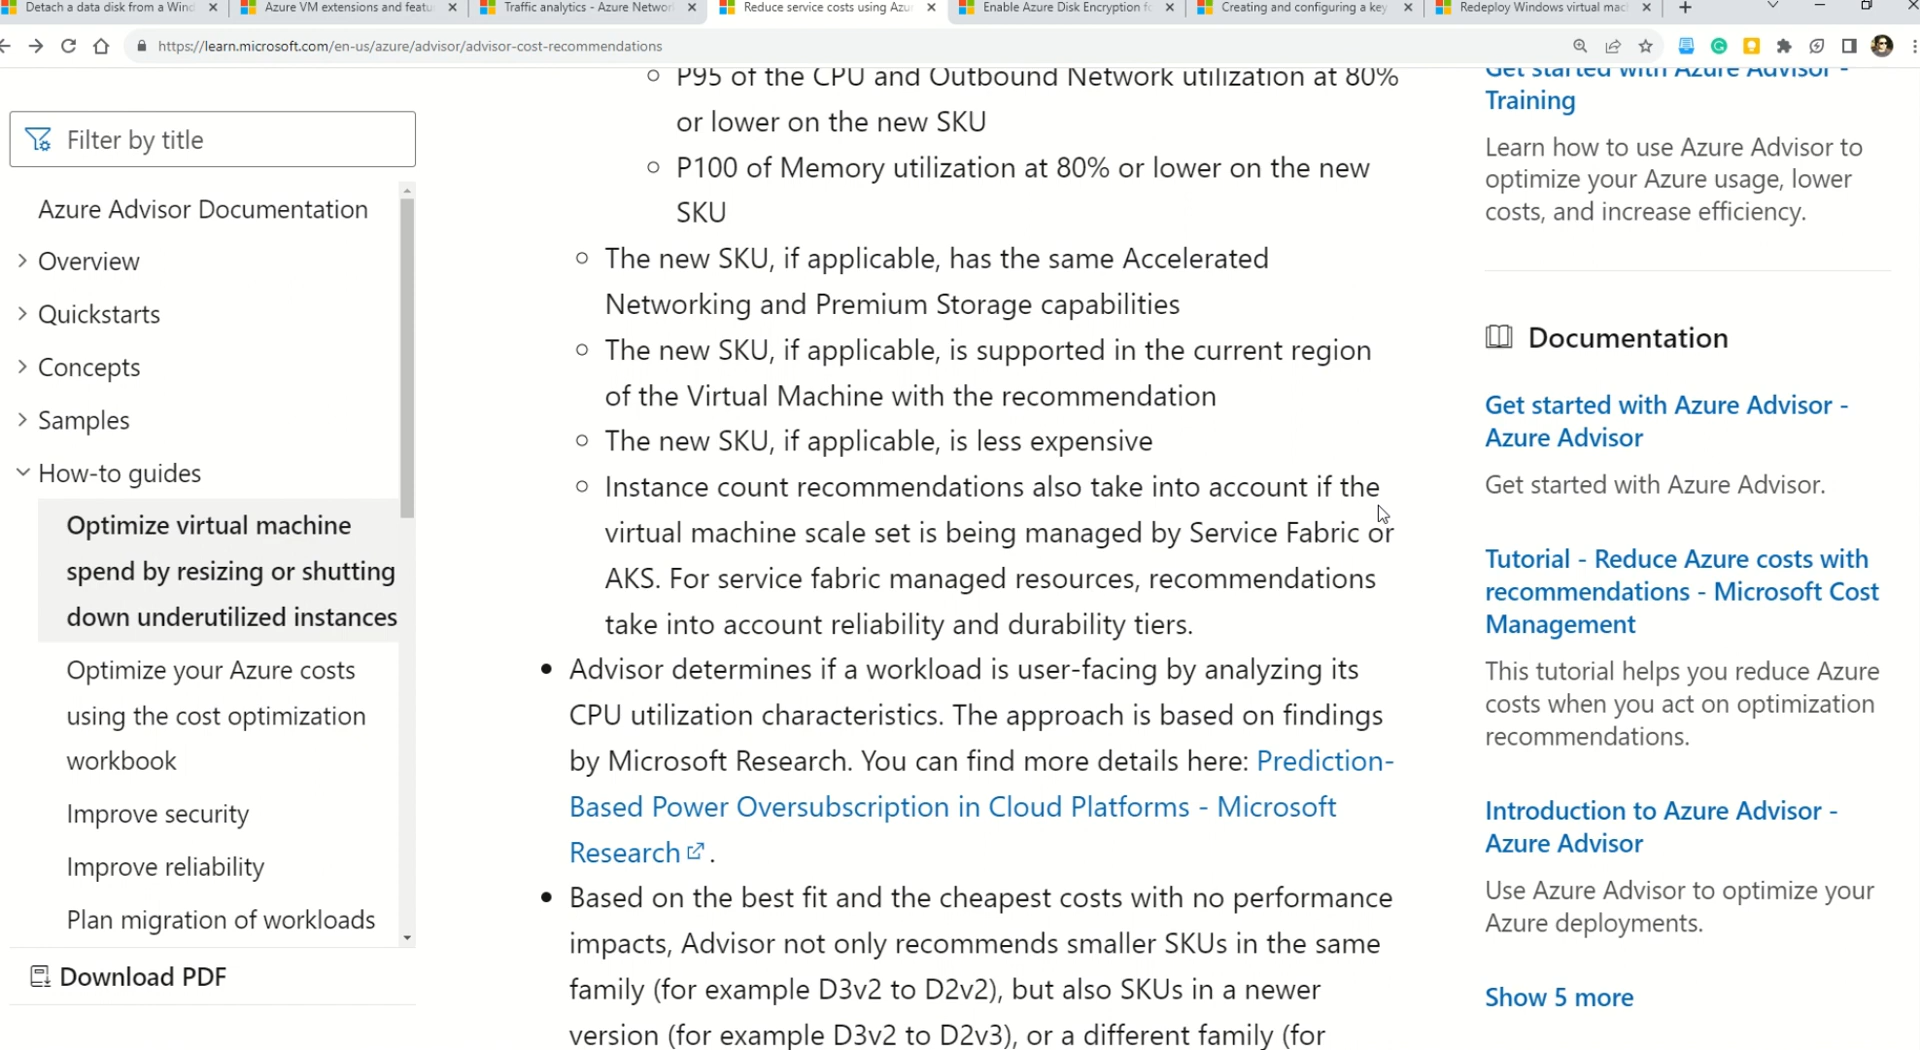 Detach a data disk from a Wind
Azure VM extensions and featu
Traffic analytics - Azure Networ
Reduce service costs using Azu
Enable Azure Disk Encryption fo
Creating and configuring a key
Redeploy Windows virtual mac
https://learn.microsoft.com/en-us/azure/advisor/advisor-cost-recommendations
Filter by title
Azure Advisor Documentation
Overview
Quickstarts
Concepts
Samples
How-to guides
Optimize virtual machine
spend by resizing or shutting
down underutilized instances
Optimize your Azure costs
using the cost optimization
workbook
Improve security
Improve reliability
Plan migration of workloads
Download PDF
P95 of the CPU and Outbound Network utilization at 80%
or lower on the new SKU
P100 of Memory utilization at 80% or lower on the new
SKU
The new SKU, if applicable, has the same Accelerated
Networking and Premium Storage capabilities
The new SKU, if applicable, is supported in the current region
of the Virtual Machine with the recommendation
The new SKU, if applicable, is less expensive
Instance count recommendations also take into account if the
virtual machine scale set is being managed by Service Fabric or
AKS. For service fabric managed resources, recommendations
take into account reliability and durability tiers.
Advisor determines if a workload is user-facing by analyzing its
CPU utilization characteristics. The approach is based on findings
by Microsoft Research. You can find more details here: Prediction-
Based Power Oversubscription in Cloud Platforms - Microsoft
Research .
Based on the best fit and the cheapest costs with no performance
impacts, Advisor not only recommends smaller SKUs in the same
family (for example D3v2 to D2v2), but also SKUs in a newer
version (for example D3v2 to D2v3), or a different family (for
Get started with Azure Advisor -
Training
Learn how to use Azure Advisor to
optimize your Azure usage, lower
costs, and increase efficiency.
Documentation
Get started with Azure Advisor -
Azure Advisor
Get started with Azure Advisor.
Tutorial - Reduce Azure costs with
recommendations - Microsoft Cost
Management
This tutorial helps you reduce Azure
costs when you act on optimization
recommendations.
Introduction to Azure Advisor -
Azure Advisor
Use Azure Advisor to optimize your
Azure deployments.
Show 5 more